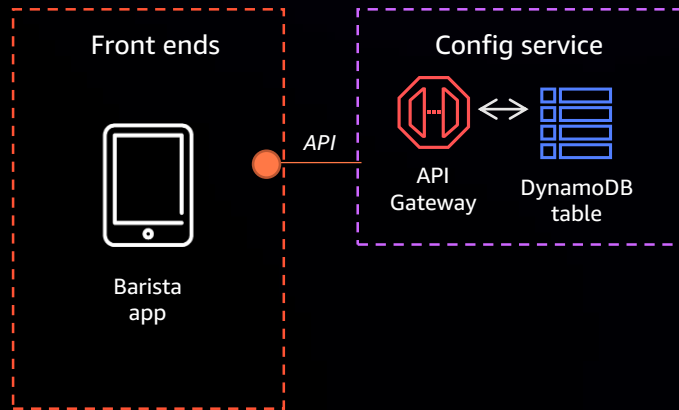 Front ends
Config service
API
API
Gateway
DynamoDB
table
Barista
app